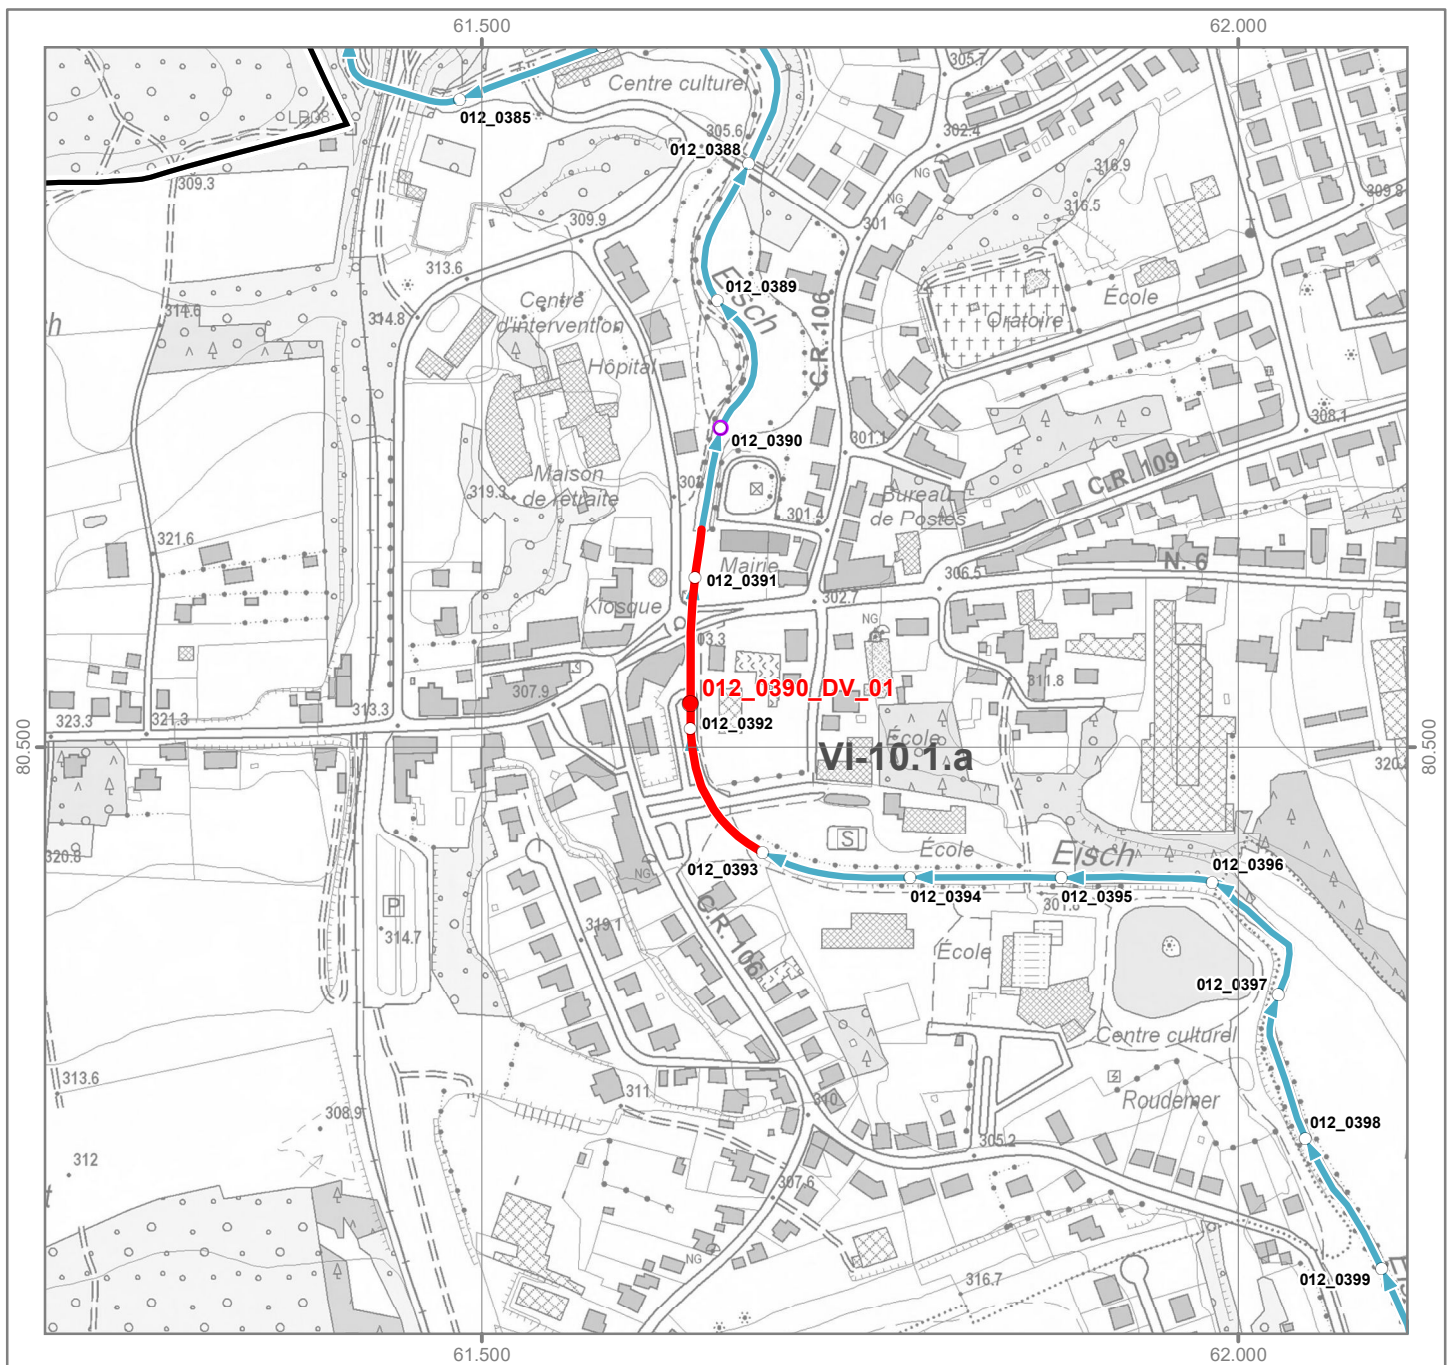 61.500
62.000
305.7
Centre culturel
LB08
012_0385
305.6
302.4
012_0388
316.9
309.3
NG
309.8
NG
316.5
309.9
301
313.6
Eisch
012_0389
École
Centre
d'intervention
314.6
314.8
C.R. 106
Oratoire
Hôpital
308.1
012_0390
301.1
C.R. 109
Maison
de retraite
319.3
Bureau
de Postes
301.4
321.6
Mairie
N. 6
306.5
012_0391
Kiosque
302.7
NG
03.3
311.8
012_0390_DV_01
307.9
313.3
323.3
321.3
012_0392
École
80.500
VI-10.1.a
80.500
S
320.8
École
Eisch
012_0396
012_0393
NG
012_0394
012_0395
301.8
P
C.R. 106
319.1
314.7
École
012_0397
Centre culturel
313.6
308.9
311
310
Roudemer
012_0398
305.2
312
307.6
NG
316.7
012_0399
61.500
62.000